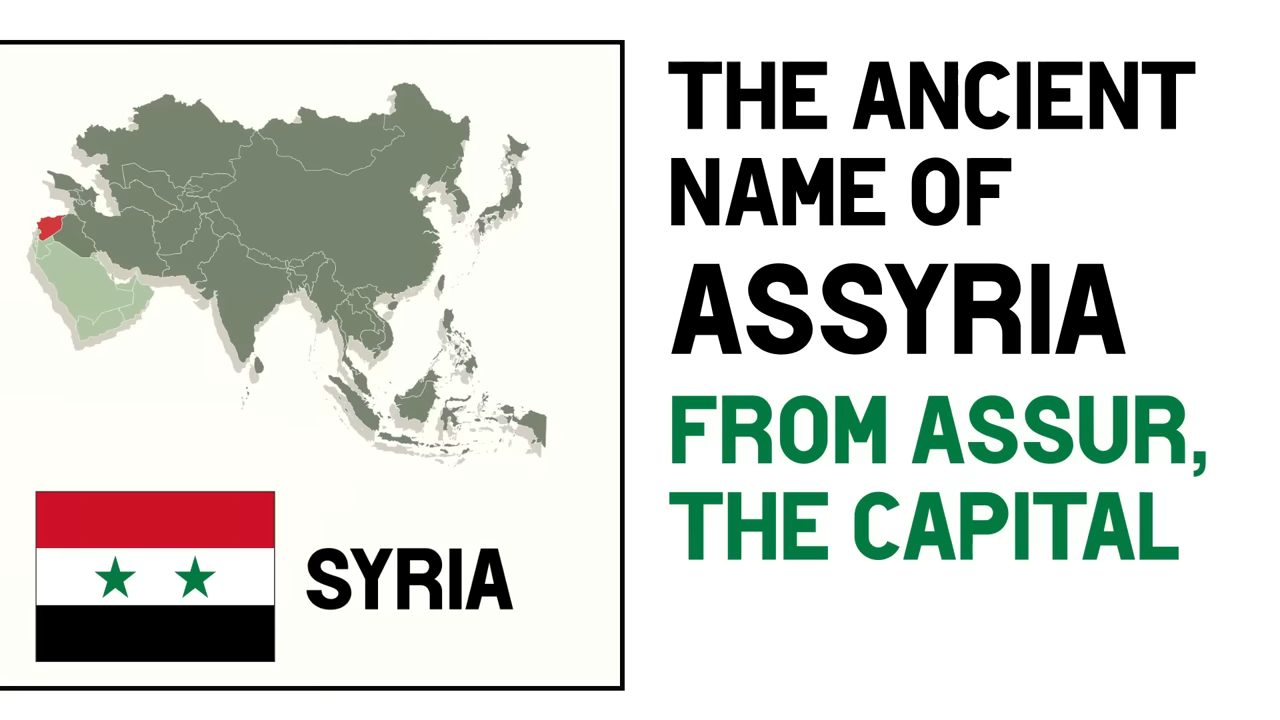 THE ANCIENT
NAME OF
ASSYRIA
FROM ASSUR,
THE CAPITAL
SYRIA